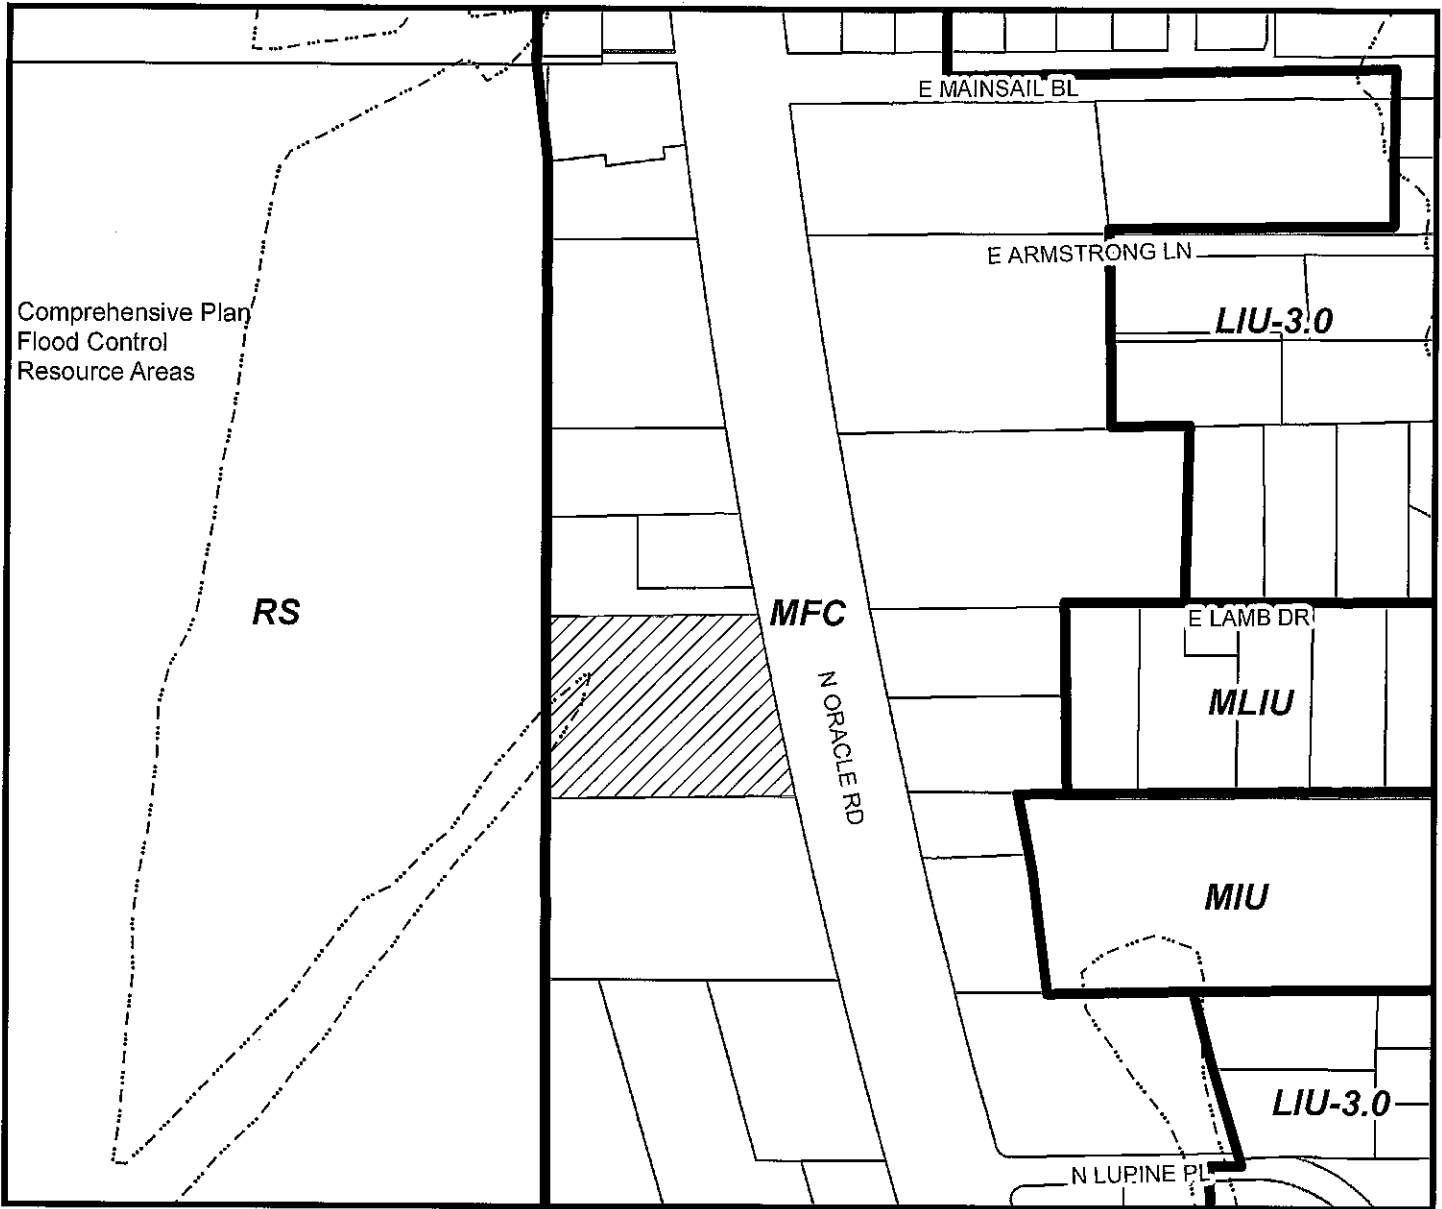 E MAINSAIL BL
E ARMSTRONG LN
Comprehensive Plan
Flood Control
Resource Areas
LIU-3.0
RS
MFC
E LAMB DR
N ORACLE RD
MLIU
MIU
LIU-3.0
N LUPINE PL